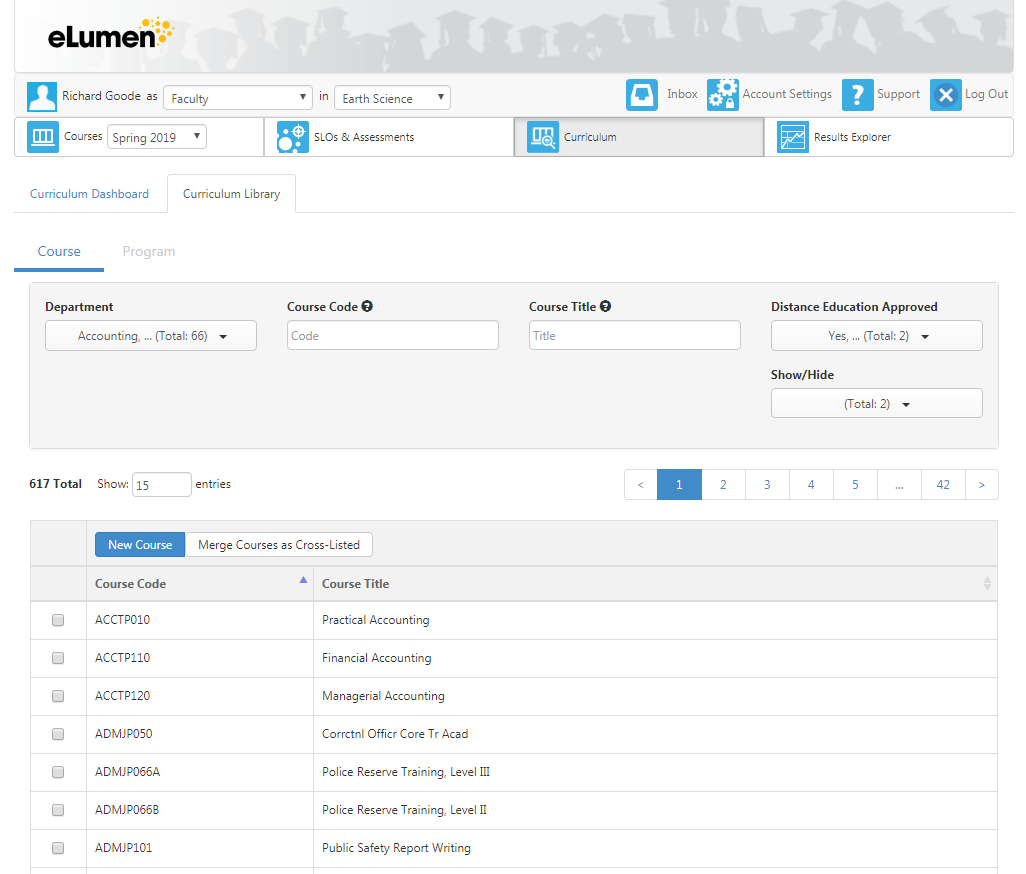 eLumen
Richard Goode as Faculty in Earth Science Inbox Account Settings ? Support Log Out
Courses Spring 2019 SLOs & Assessments Curriculum Results Explorer
Curriculum Dashboard Curriculum Library
Course Program
Department Course Code ? Course Title ? Distance Education Approved
Accounting, ... (Total: 66) Code Title Yes, ... (Total: 2)
Show/Hide
(Total: 2)
617 Total Show: 15 entries < 1 2 3 4 5 ... 42 >
New Course Merge Courses as Cross-Listed
Course Code Course Title
ACCTP010 Practical Accounting
ACCTP110 Financial Accounting
ACCTP120 Managerial Accounting
ADMJP050 Corrctnl Officr Core Tr Acad
ADMJP066A Police Reserve Training, Level III
ADMJP066B Police Reserve Training, Level II
ADMJP101 Public Safety Report Writing